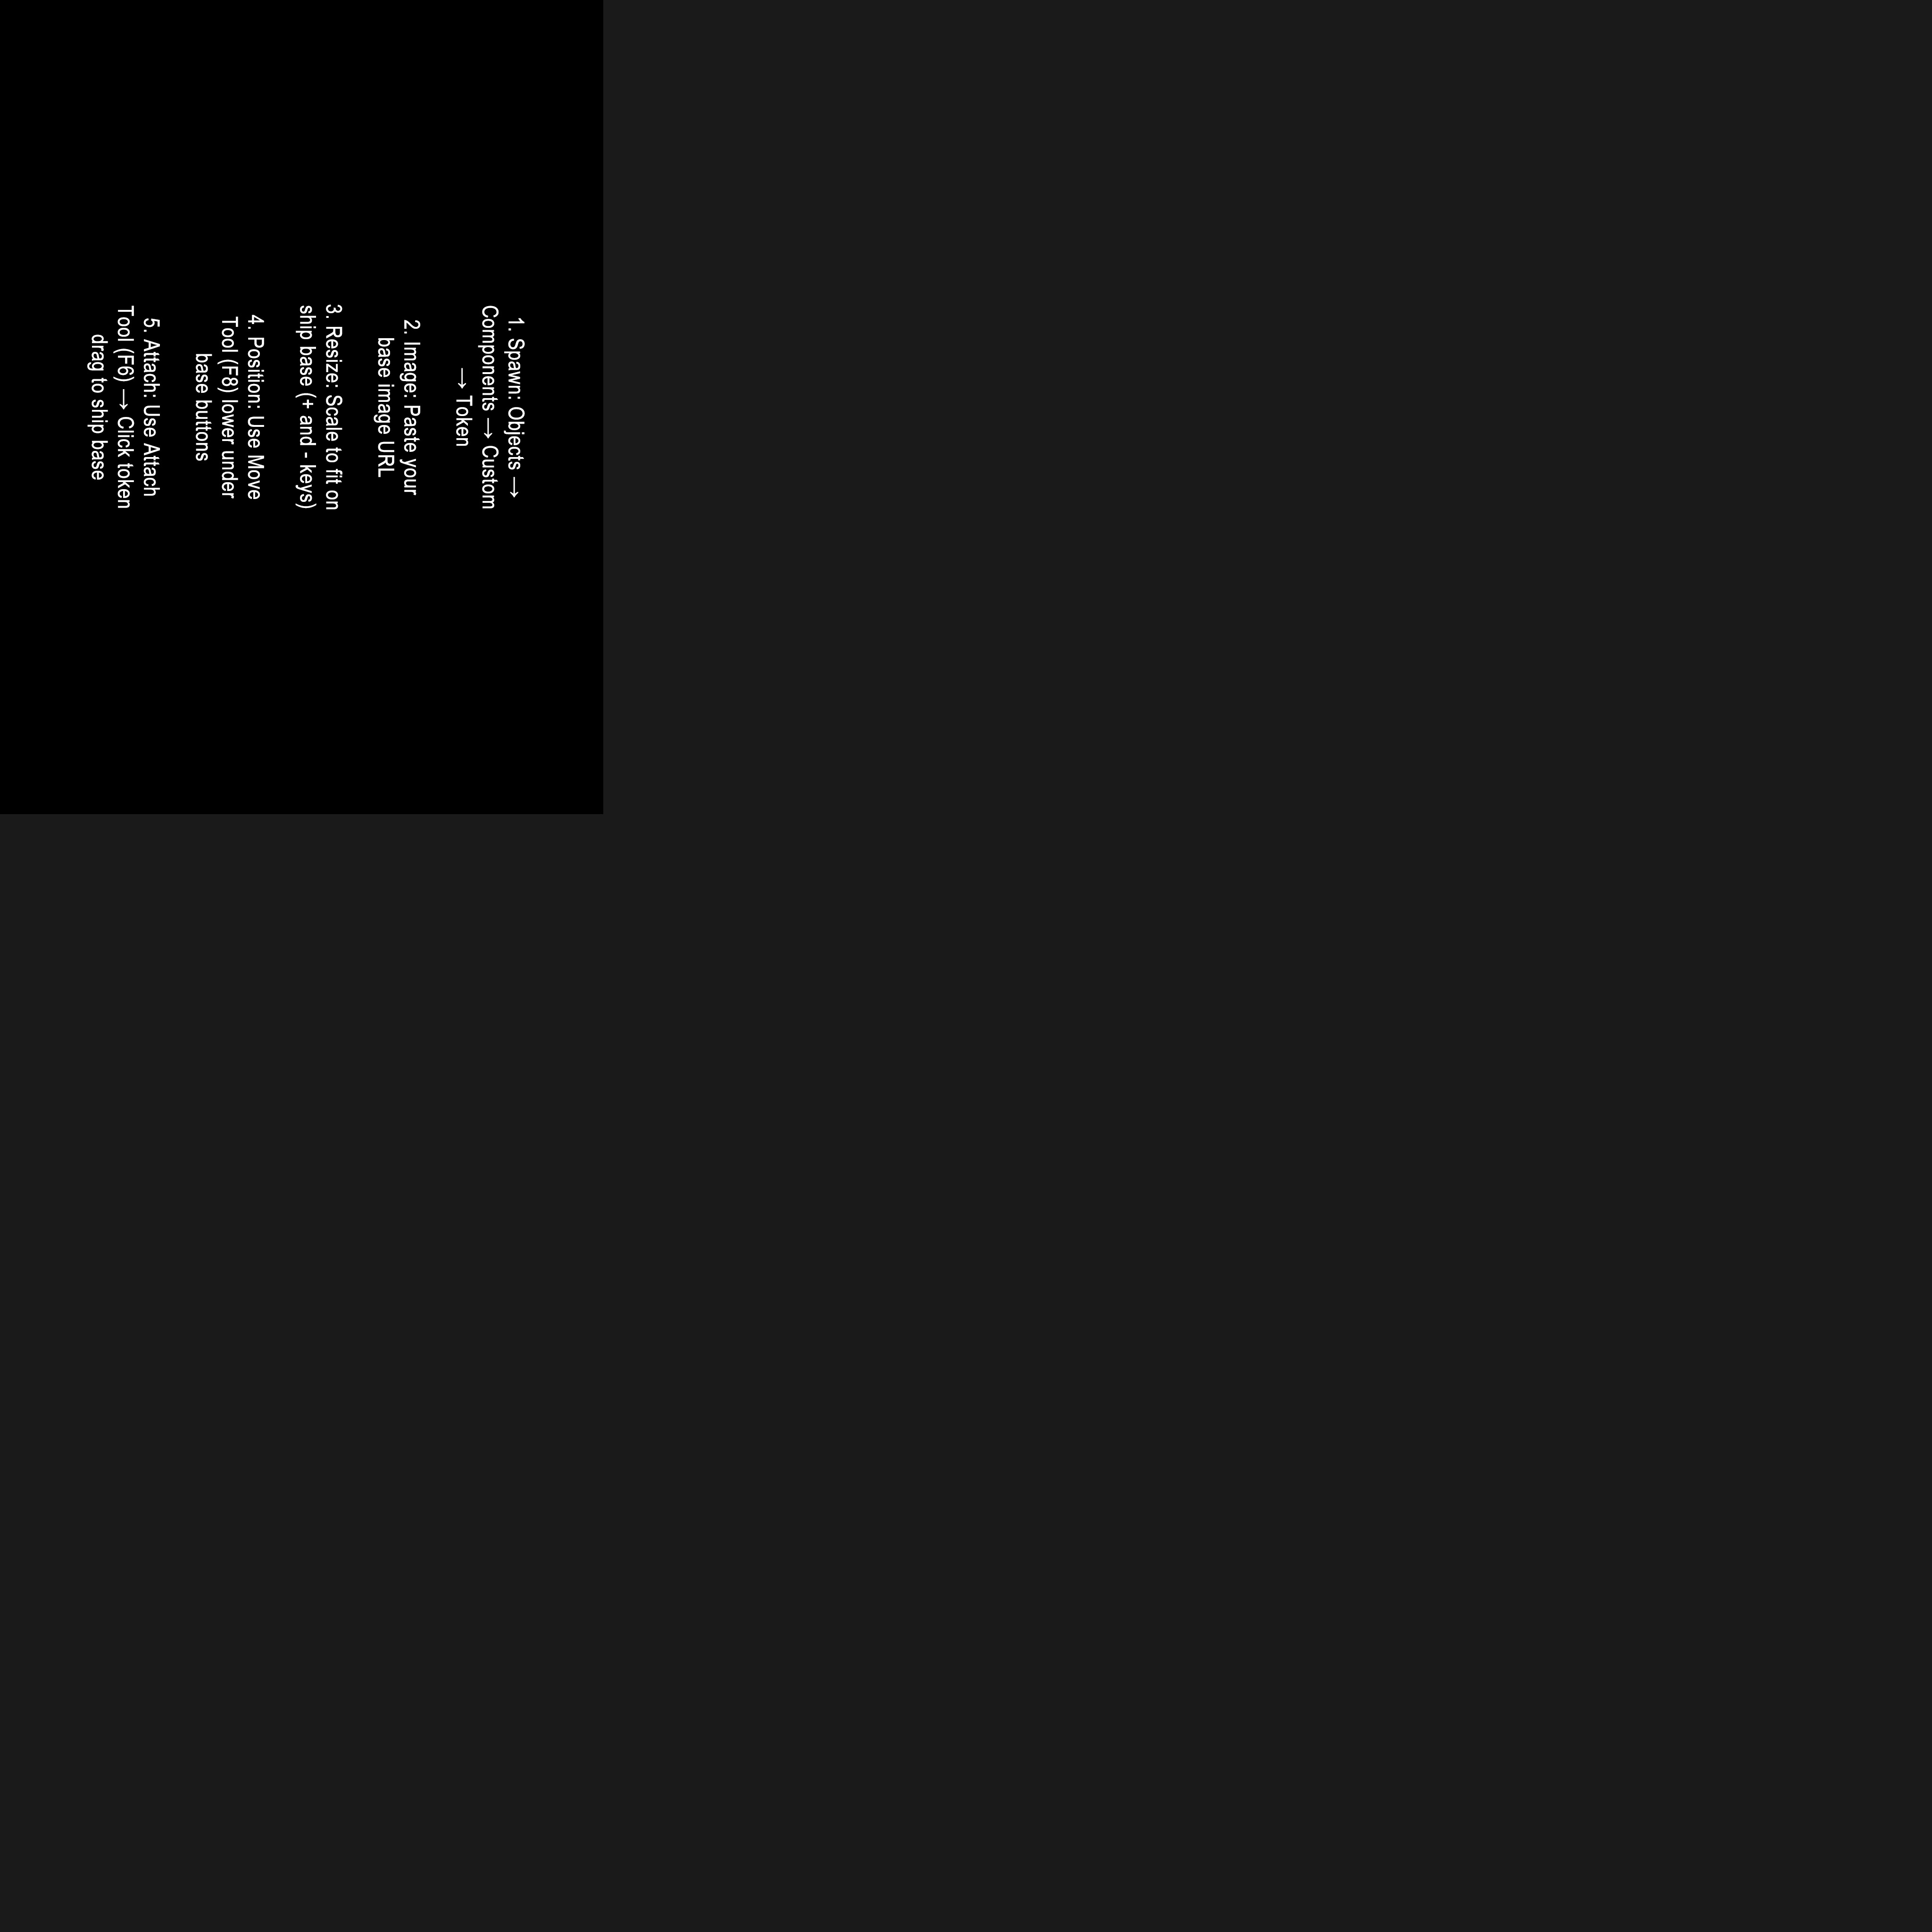 1. Spawn: Objects →
Components → Custom
→ Token
2. Image: Paste your
base image URL
3. Resize: Scale to fit on
ship base (+ and - keys)
4. Position: Use Move
Tool (F8) lower under
base buttons
5. Attach: Use Attach
Tool (F6) → Click token
drag to ship base